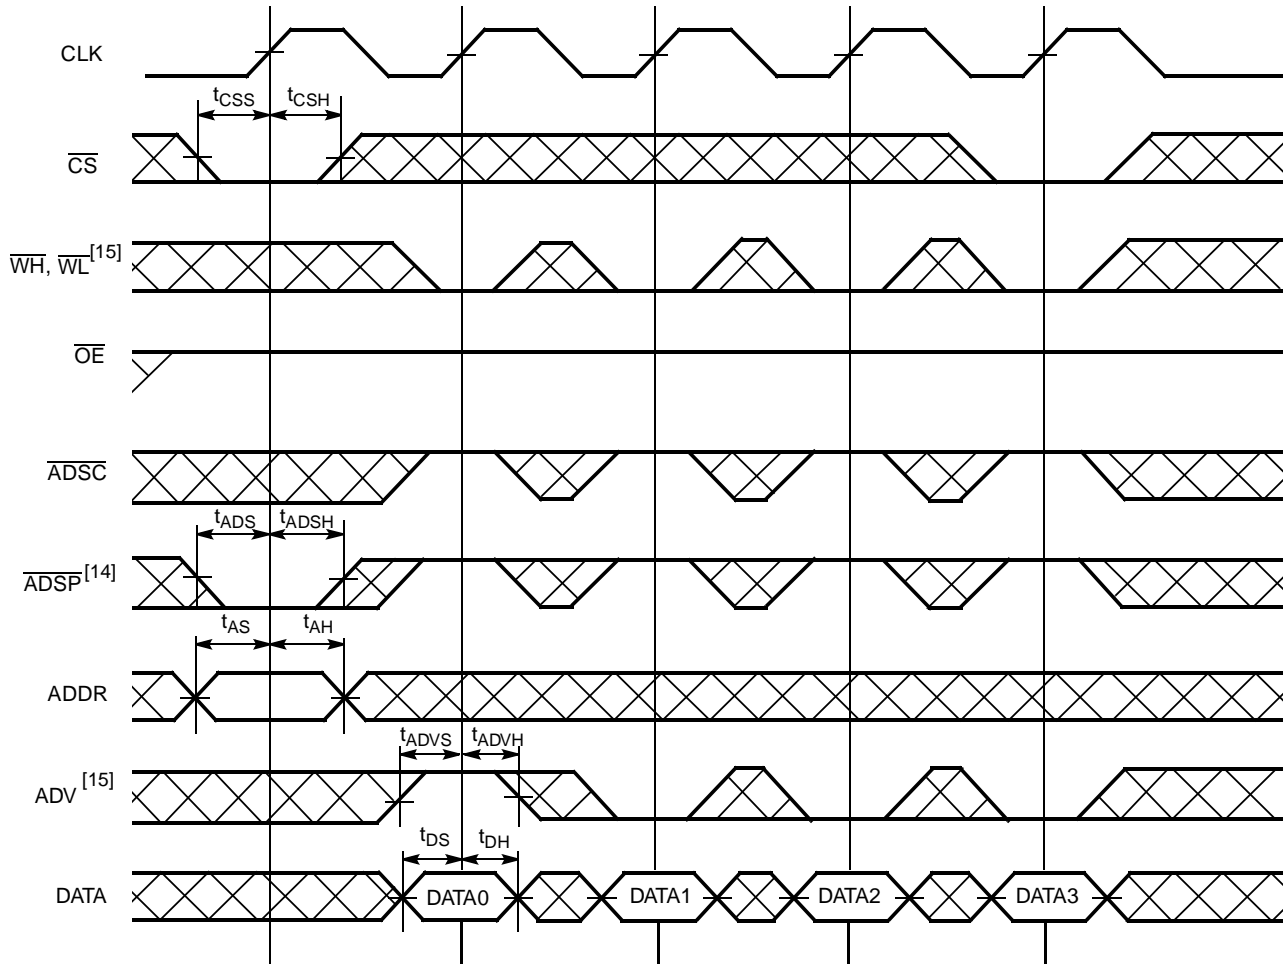 CLK
tCSS tCSH
CS
WH, WL[15]
OE
ADSC
tADS tADSH
ADSP[14]
tAS tAH
ADDR
tADVS tADVH
ADV [15]
tDS tDH
DATA DATA0 DATA1 DATA2 DATA3